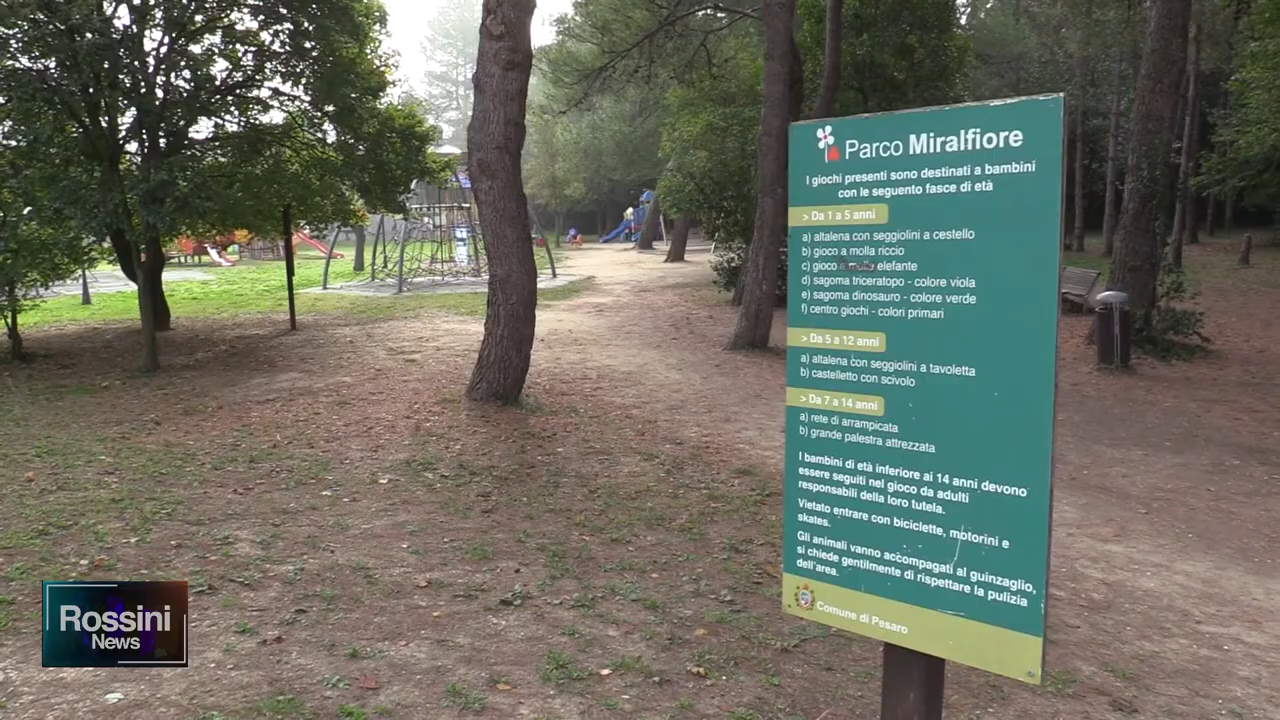 Parco Miralfiore
I giochi presenti sono destinati a bambini
con le seguento fasce di età
> Da 1 a 5 anni
a) altalena con seggiolini a cestello
b) gioco a molla riccio
c) gioco a molla elefante
d) sagoma triceratopo - colore viola
e) sagoma dinosauro - colore verde
f) centro giochi - colori primari
> Da 5 a 12 anni
a) altalena con seggiolini a tavoletta
b) castelletto con scivolo
> Da 7 a 14 anni
a) rete di arrampicata
b) grande palestra attrezzata
I bambini di età inferiore ai 14 anni devono
essere seguiti nel gioco da adulti
responsabili della loro tutela.
Vietato entrare con biciclette, motorini e
skates.
Gli animali vanno accompagati al guinzaglio,
si chiede gentilmente di rispettare la pulizia
dell'area.
Comune di Pesaro
Rossini
News